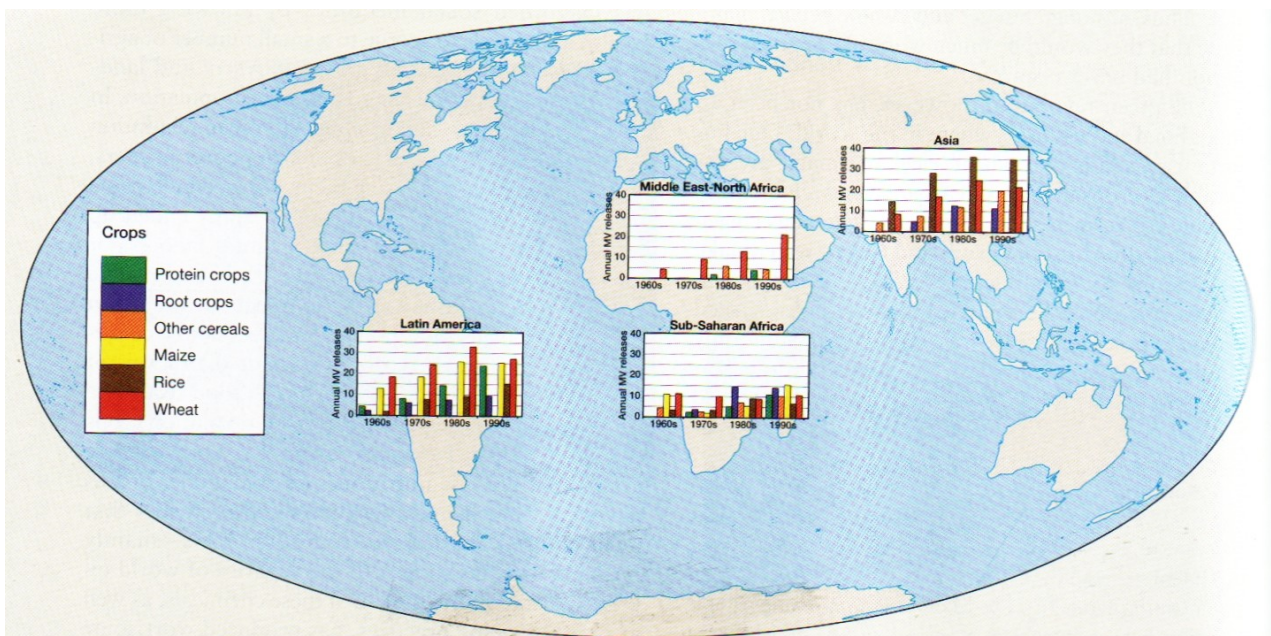 Crops
Protein crops
Root crops
Other cereals
Maize
Rice
Wheat
Latin America
Annual MV releases
40
30
20
10
0
1960s 1970s 1980s 1990s
Middle East-North Africa
Annual MV releases
40
30
20
10
0
1960s 1970s 1980s 1990s
Sub-Saharan Africa
Annual MV releases
40
30
20
10
0
1960s 1970s 1980s 1990s
Asia
Annual MV releases
40
30
20
10
0
1960s 1970s 1980s 1990s